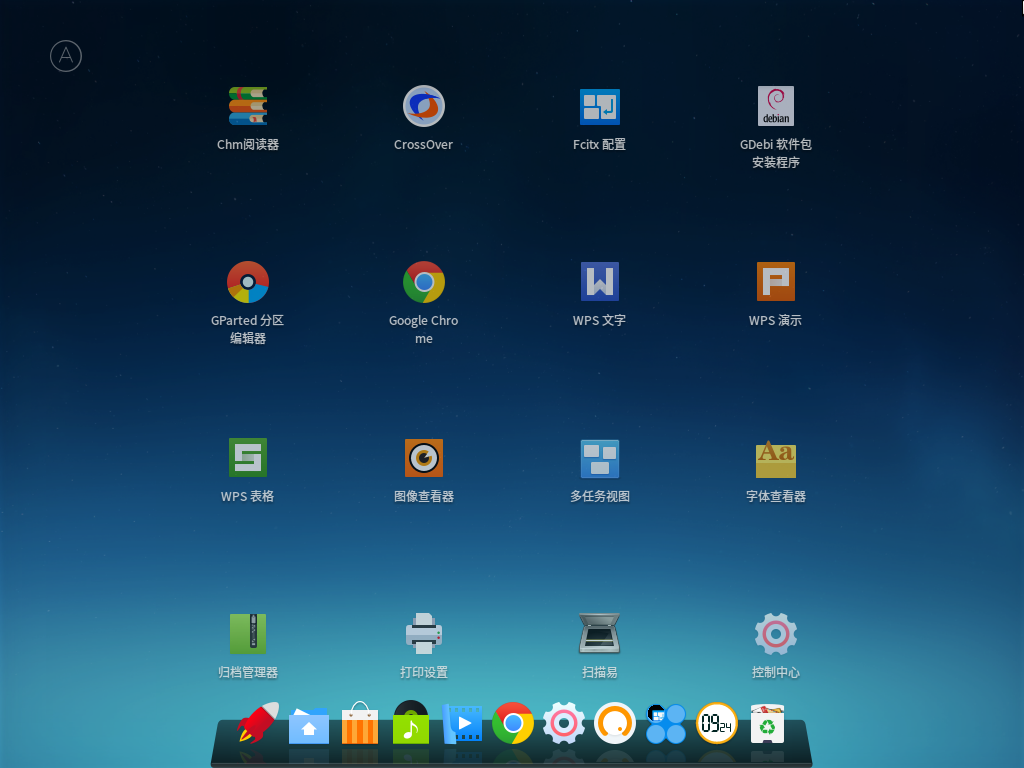 A
debian
Chm阅读器
CrossOver
Fcitx 配置
GDebi 软件包
安装程序
GParted 分区
编辑器
Google Chro
me
WPS 文字
WPS 演示
Aa
WPS 表格
图像查看器
多任务视图
字体查看器
归档管理器
打印设置
扫描易
控制中心
09 24